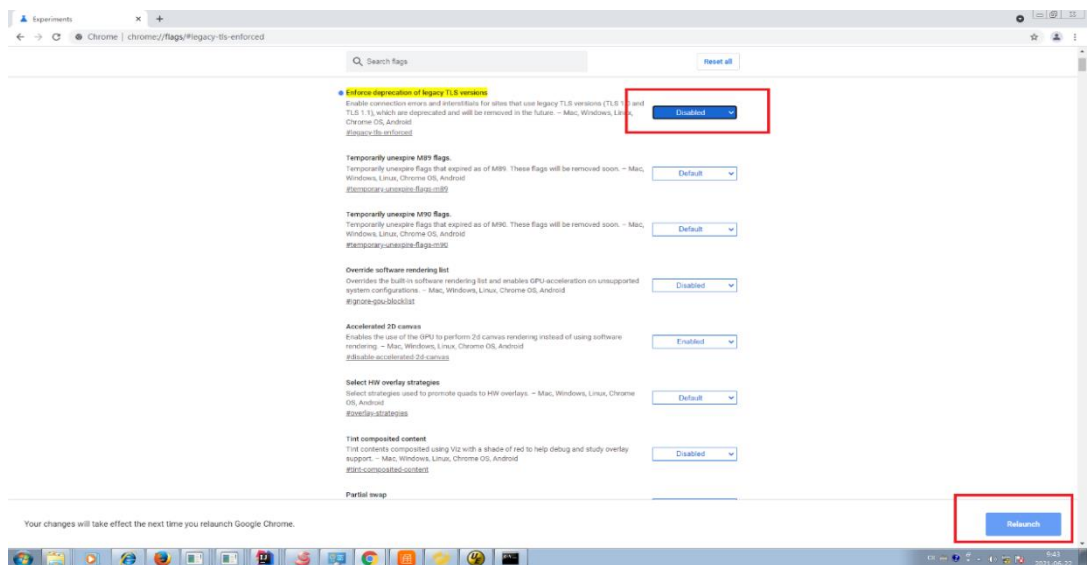 Experiments
Chrome | chrome://flags/#legacy-tls-enforced
Search flags
Reset all
Enforce deprecation of legacy TLS versions
Enable connection errors and interstitials for sites that use legacy TLS versions (TLS 1.0 and
TLS 1.1), which are deprecated and will be removed in the future. – Mac, Windows, Linux,
Chrome OS, Android
#legacy-tls-enforced
Disabled
Temporarily unexpire M89 flags.
Temporarily unexpire flags that expired as of M89. These flags will be removed soon. – Mac,
Windows, Linux, Chrome OS, Android
#temporary-unexpire-flags-m89
Default
Temporarily unexpire M90 flags.
Temporarily unexpire flags that expired as of M90. These flags will be removed soon. – Mac,
Windows, Linux, Chrome OS, Android
#temporary-unexpire-flags-m90
Default
Override software rendering list
Overrides the built-in software rendering list and enables GPU-acceleration on unsupported
system configurations. – Mac, Windows, Linux, Chrome OS, Android
#ignore-gpu-blocklist
Disabled
Accelerated 2D canvas
Enables the use of the GPU to perform 2d canvas rendering instead of using software
rendering. – Mac, Windows, Linux, Chrome OS, Android
#disable-accelerated-2d-canvas
Enabled
Select HW overlay strategies
Select strategies used to promote quads to HW overlays. – Mac, Windows, Linux, Chrome
OS, Android
#overlay-strategies
Default
Tint composited content
Tint contents composited using Viz with a shade of red to help debug and study overlay
support. – Mac, Windows, Linux, Chrome OS, Android
#tint-composited-content
Disabled
Partial swap
Your changes will take effect the next time you relaunch Google Chrome.
Relaunch
9:43